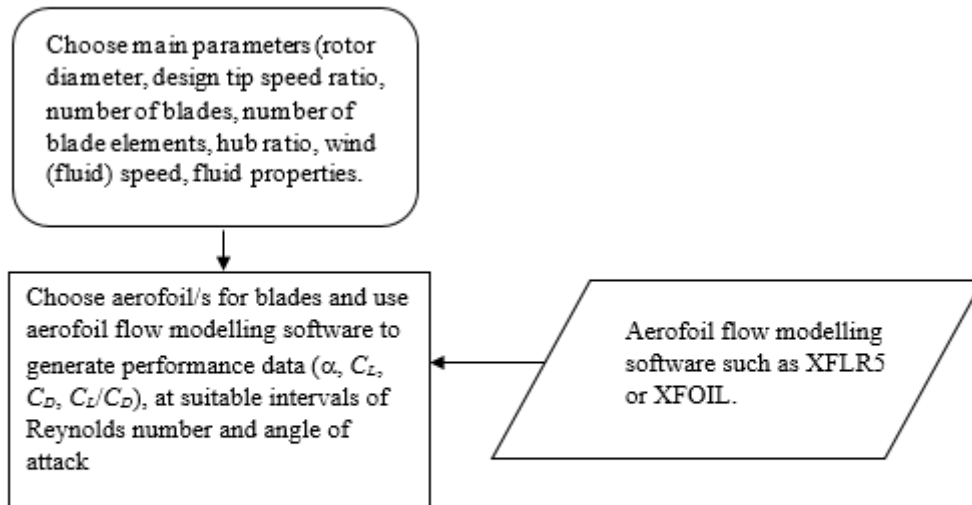 Choose main parameters (rotor
diameter, design tip speed ratio,
number of blades, number of
blade elements, hub ratio, wind
(fluid) speed, fluid properties.
Choose aerofoil/s for blades and use
aerofoil flow modelling software to
generate performance data (α, CL,
CD, CL/CD), at suitable intervals of
Reynolds number and angle of
attack
Aerofoil flow modelling
software such as XFLR5
or XFOIL.